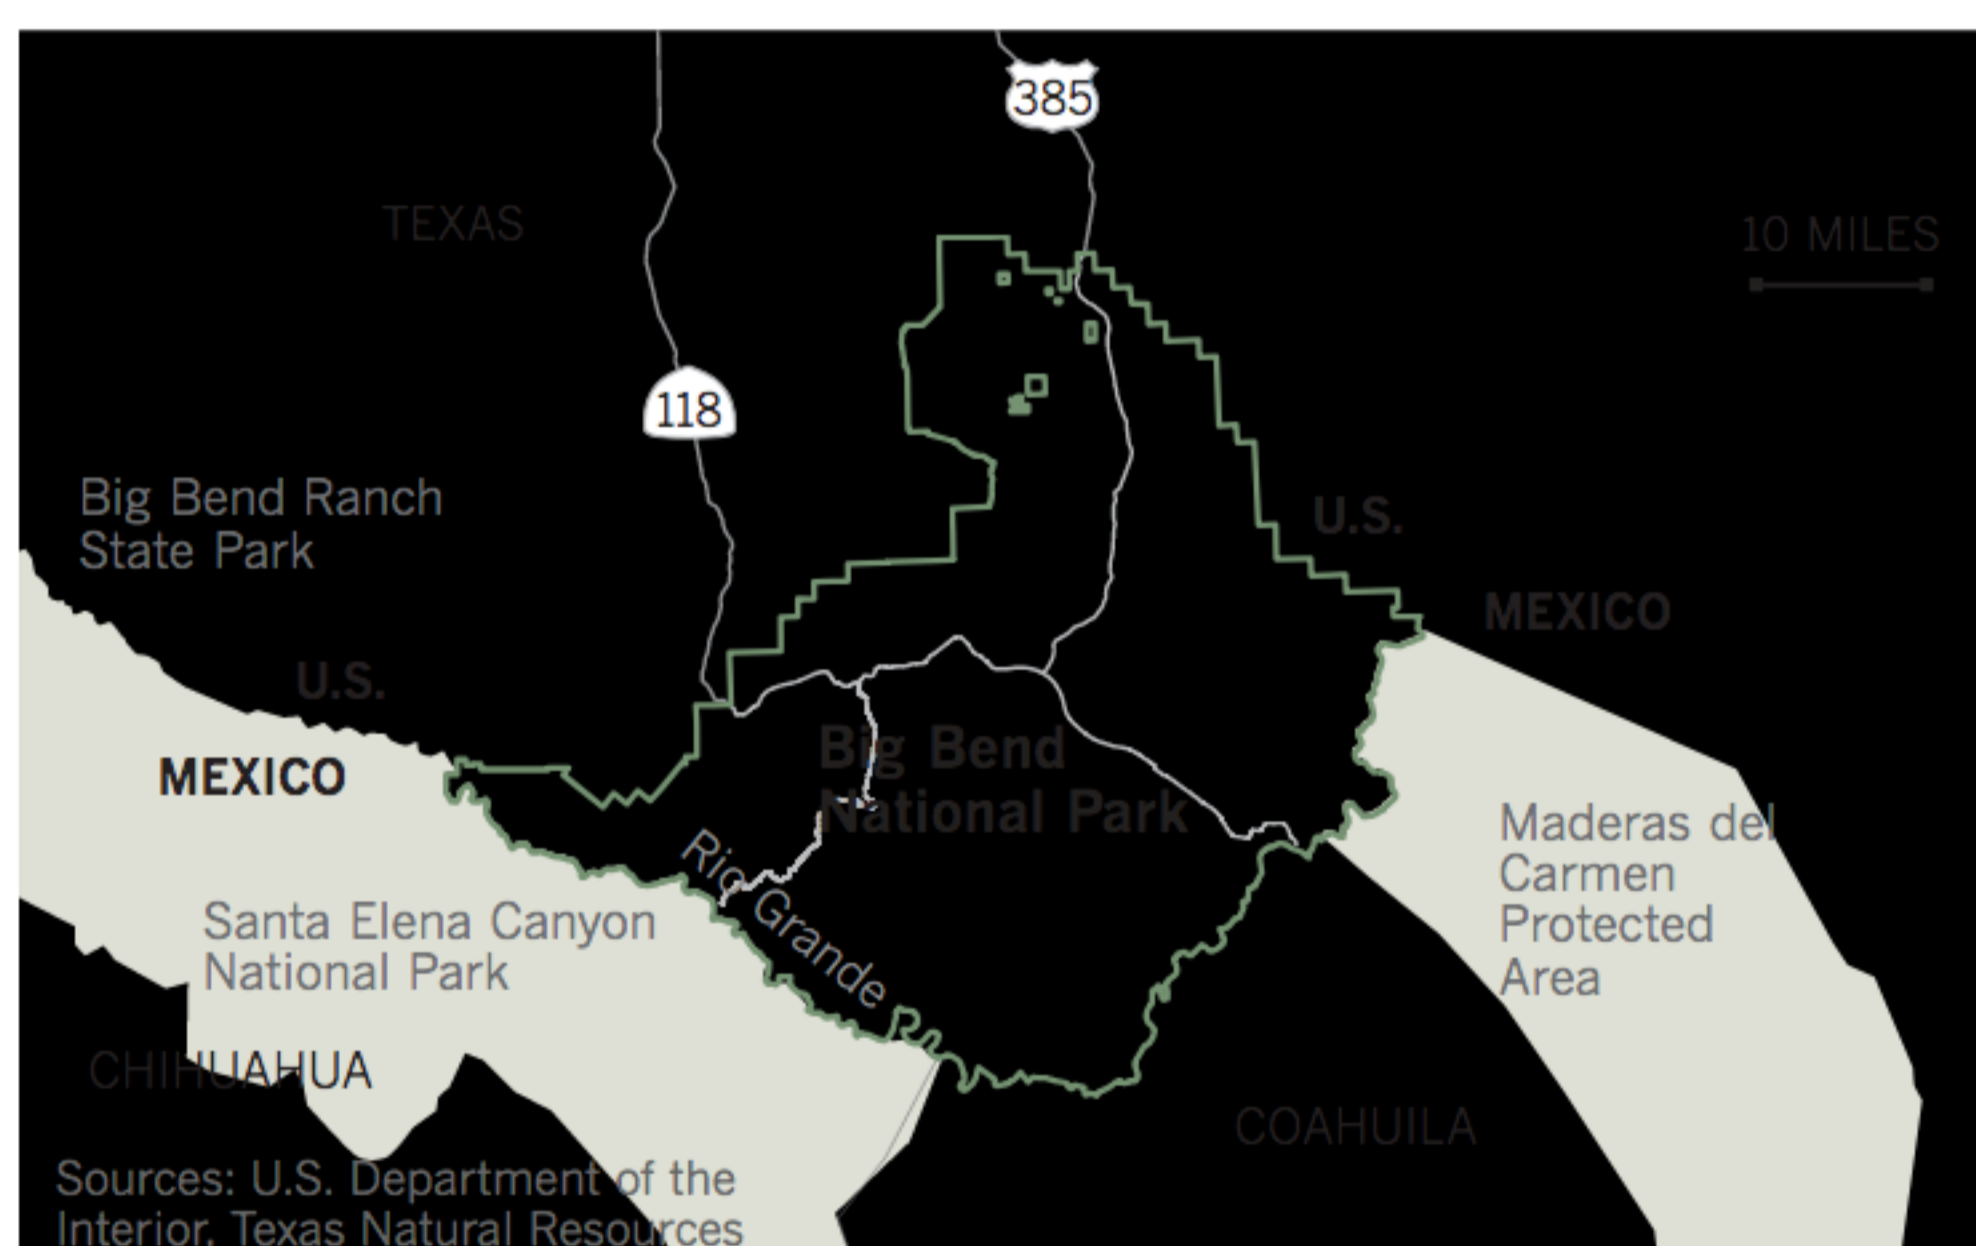 385
TEXAS
10 MILES
118
Big Bend Ranch
State Park
U.S.
MEXICO
U.S.
MEXICO
Big Bend
National Park
Rio Grande
Maderas del
Carmen
Protected
Area
Santa Elena Canyon
National Park
CHIHUAHUA
COAHUILA
Sources: U.S. Department of the
Interior, Texas Natural Resources